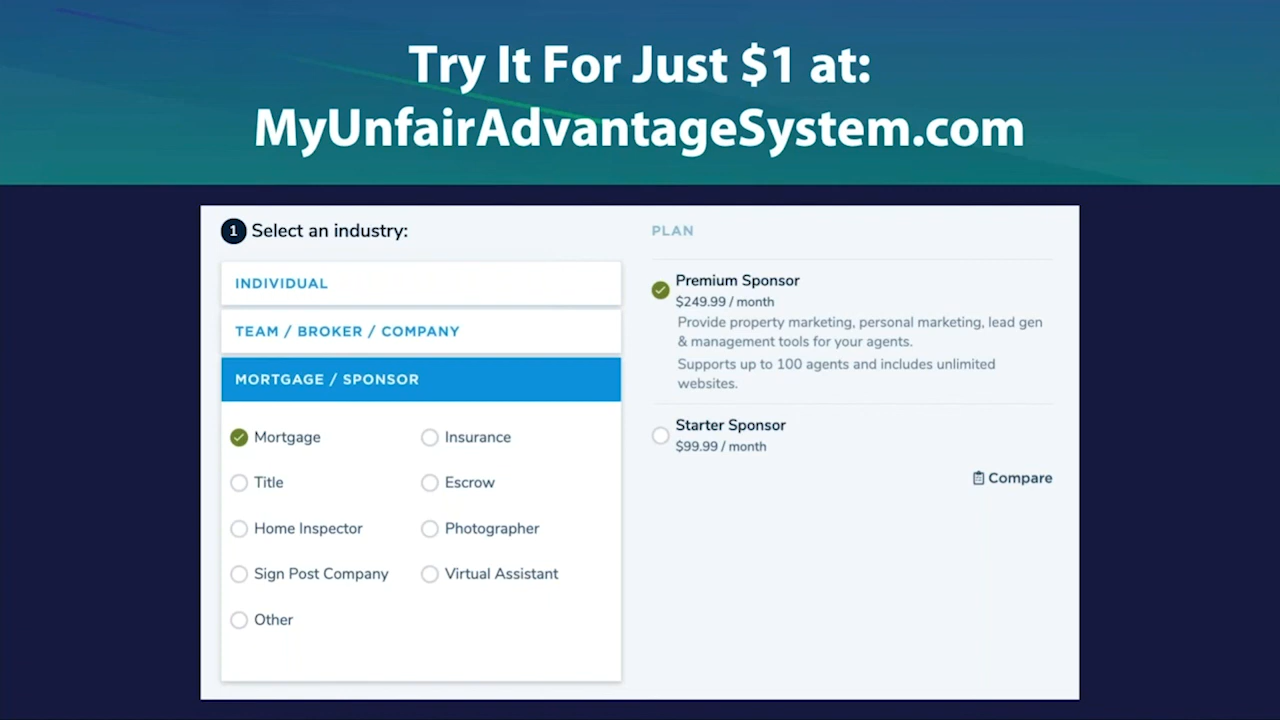 Try It For Just $1 at:
MyUnfairAdvantageSystem.com
1 Select an industry:
INDIVIDUAL
TEAM / BROKER / COMPANY
MORTGAGE / SPONSOR
Mortgage
Insurance
Title
Escrow
Home Inspector
Photographer
Sign Post Company
Virtual Assistant
Other
PLAN
Premium Sponsor
$249.99 / month
Provide property marketing, personal marketing, lead gen
& management tools for your agents.
Supports up to 100 agents and includes unlimited
websites.
Starter Sponsor
$99.99 / month
Compare